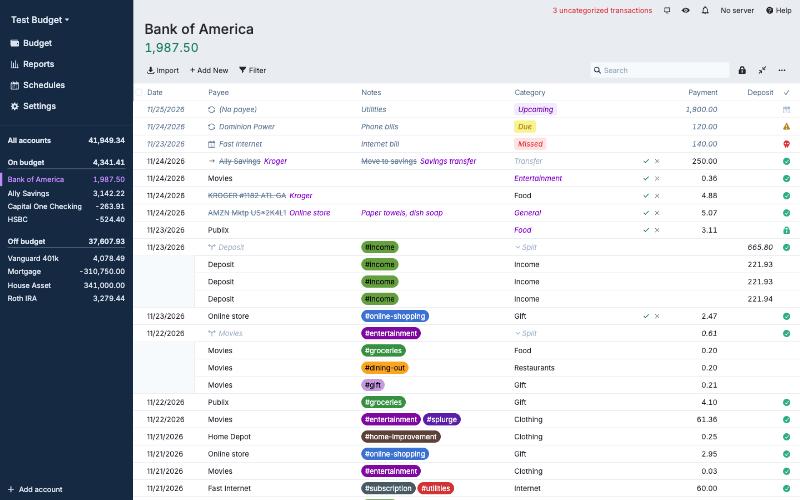 Test Budget
Budget
Reports
Schedules
Settings
All accounts 41,949.34
On budget 4,341.41
Bank of America 1,987.50
Ally Savings 3,142.22
Capital One Checking -263.91
HSBC -524.40
Off budget 37,607.93
Vanguard 401k 4,078.49
Mortgage -310,750.00
House Asset 341,000.00
Roth IRA 3,279.44
+ Add account
3 uncategorized transactions No server Help
Bank of America
1,987.50
Import + Add New Filter Search
Date Payee Notes Category Payment Deposit
11/25/2026 (No payee) Utilities Upcoming 1,900.00
11/24/2026 Dominion Power Phone bills Due 120.00
11/23/2026 Fast Internet Internet bill Missed 140.00
11/24/2026 Ally Savings Kroger Move to savings Savings transfer Transfer 250.00
11/24/2026 Movies Entertainment 0.36
11/24/2026 KROGER #1182 ATL GA Kroger Food 4.88
11/24/2026 AMZN Mktp US*2K4L1 Online store Paper towels, dish soap General 5.07
11/23/2026 Publix Food 3.11
11/23/2026 Deposit #income Split 665.80
Deposit #income Income 221.93
Deposit #income Income 221.93
Deposit #income Income 221.94
11/23/2026 Online store #online-shopping Gift 2.47
11/22/2026 Movies #entertainment Split 0.61
Movies #groceries Food 0.20
Movies #dining-out Restaurants 0.20
Movies #gift Gift 0.21
11/22/2026 Publix #groceries Gift 4.10
11/22/2026 Movies #entertainment #splurge Clothing 61.36
11/21/2026 Home Depot #home-improvement Clothing 0.25
11/21/2026 Online store #online-shopping Gift 2.95
11/21/2026 Movies #entertainment Clothing 0.03
11/21/2026 Fast Internet #subscription #utilities Internet 60.00